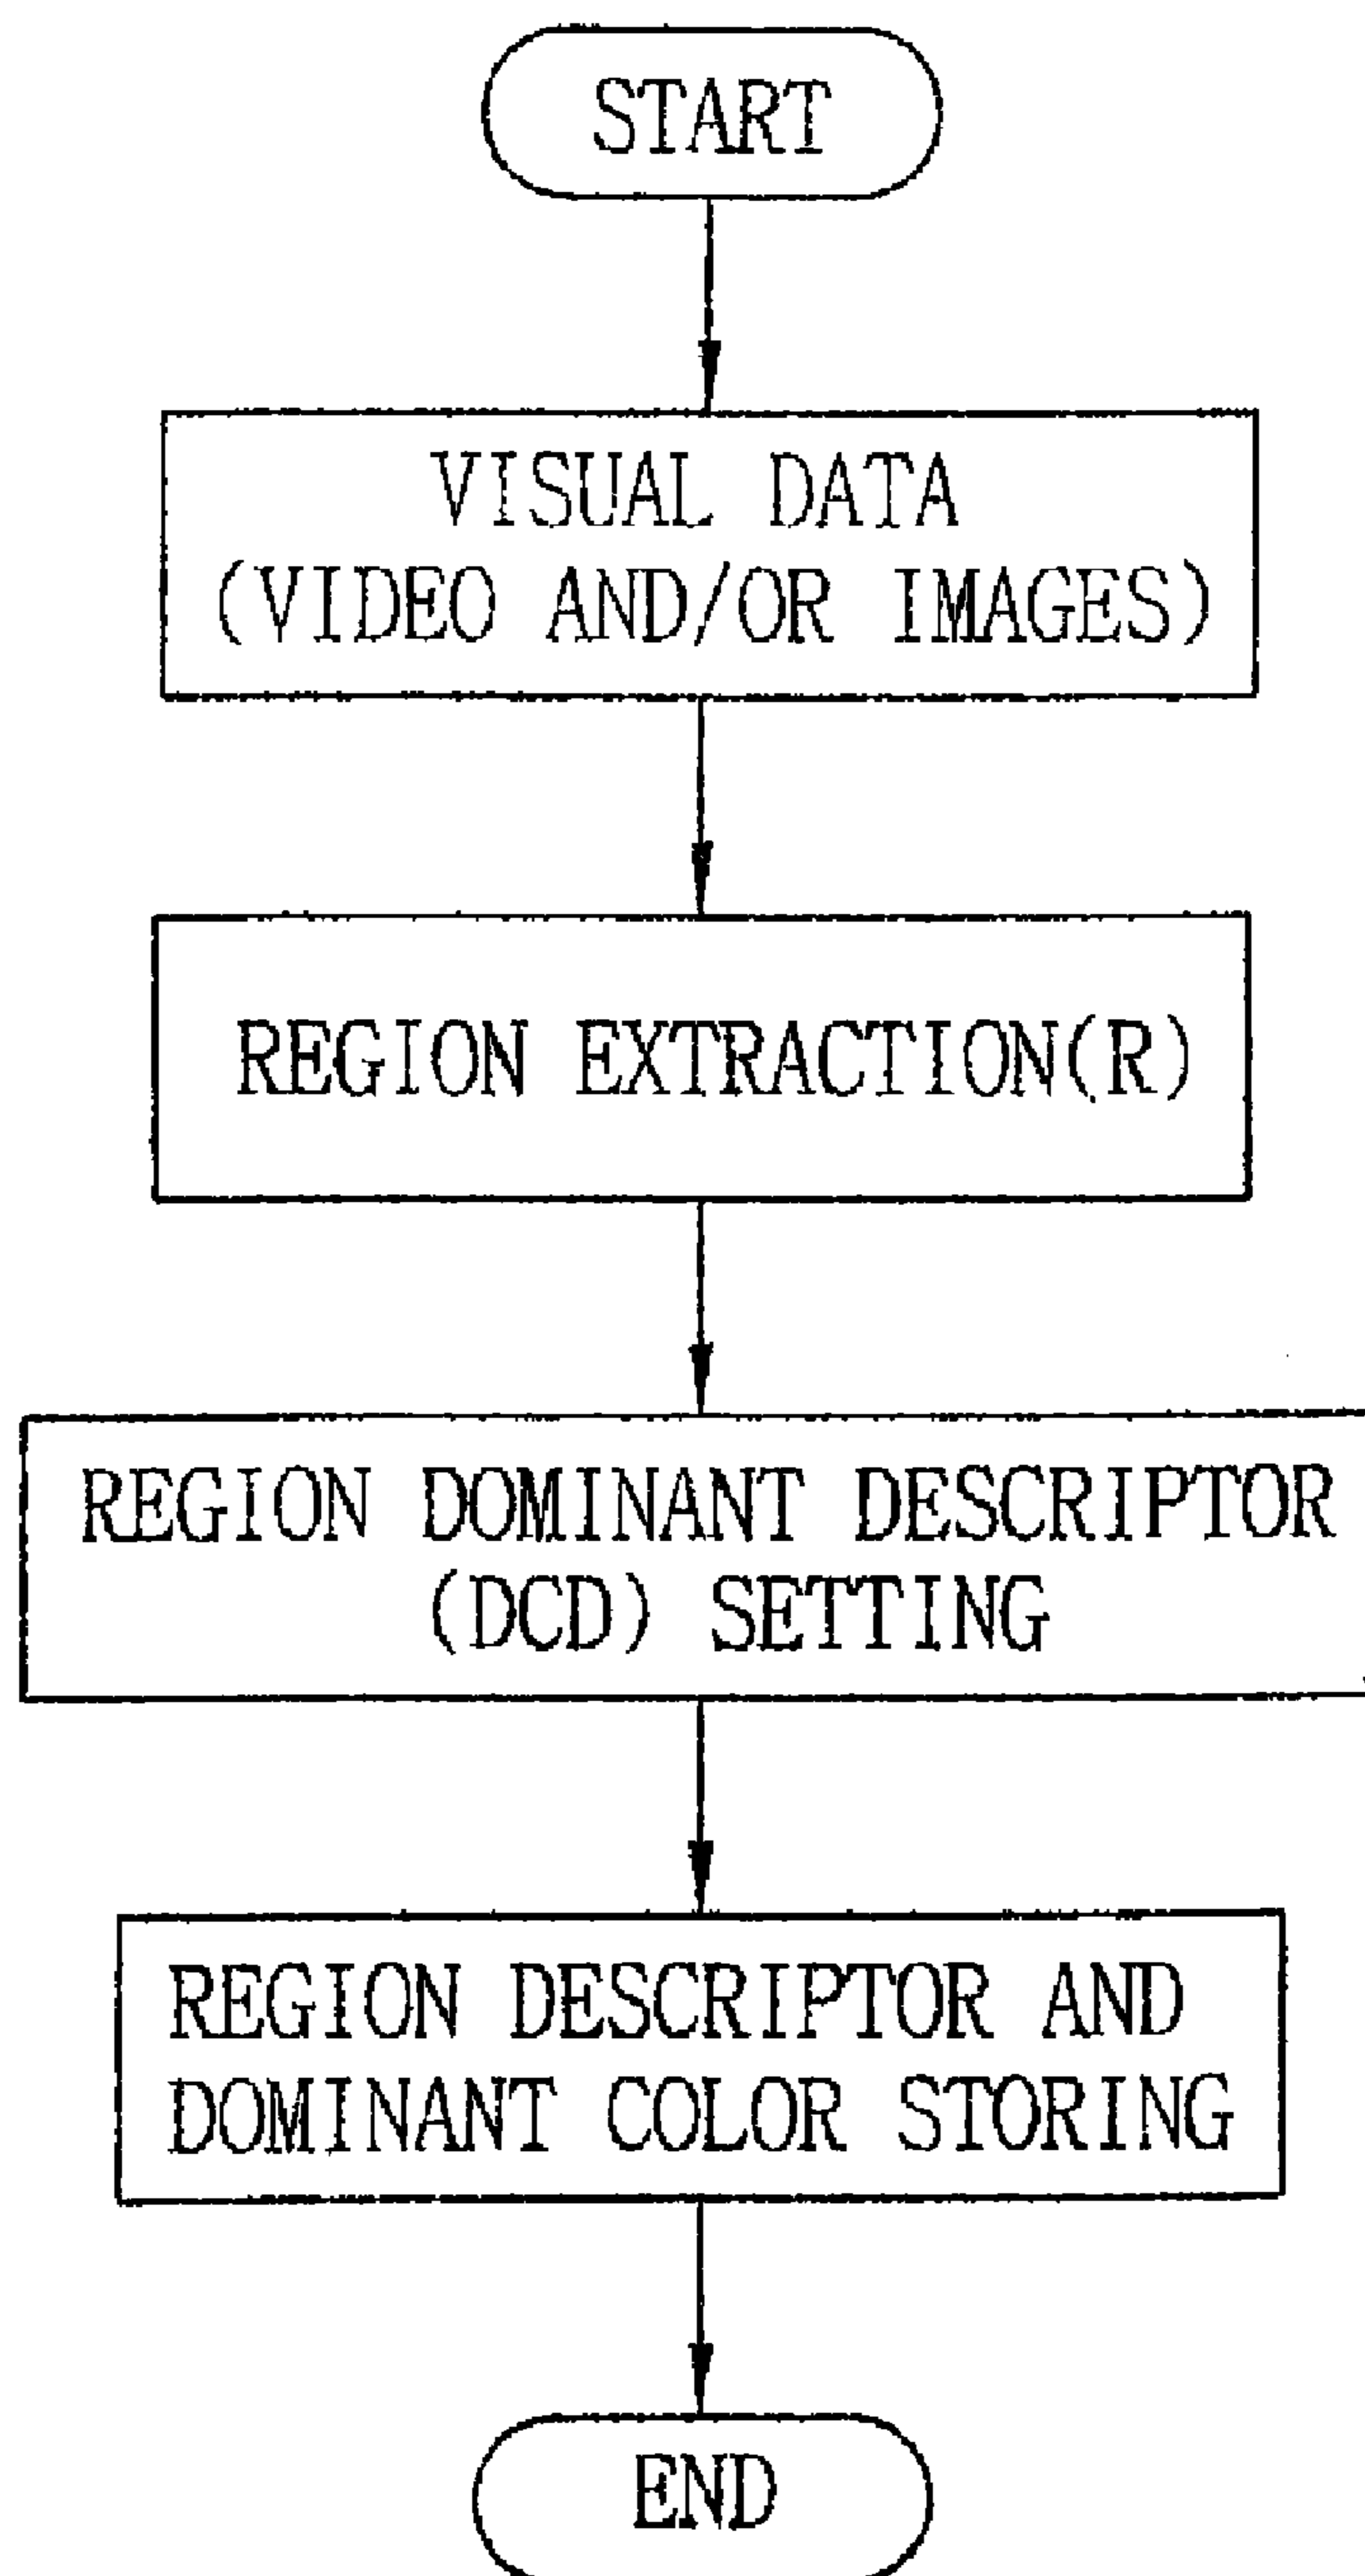 START
VISUAL DATA
(VIDEO AND/OR IMAGES)
REGION EXTRACTION(R)
REGION DOMINANT DESCRIPTOR
(DCD) SETTING
REGION DESCRIPTOR AND
DOMINANT COLOR STORING
END